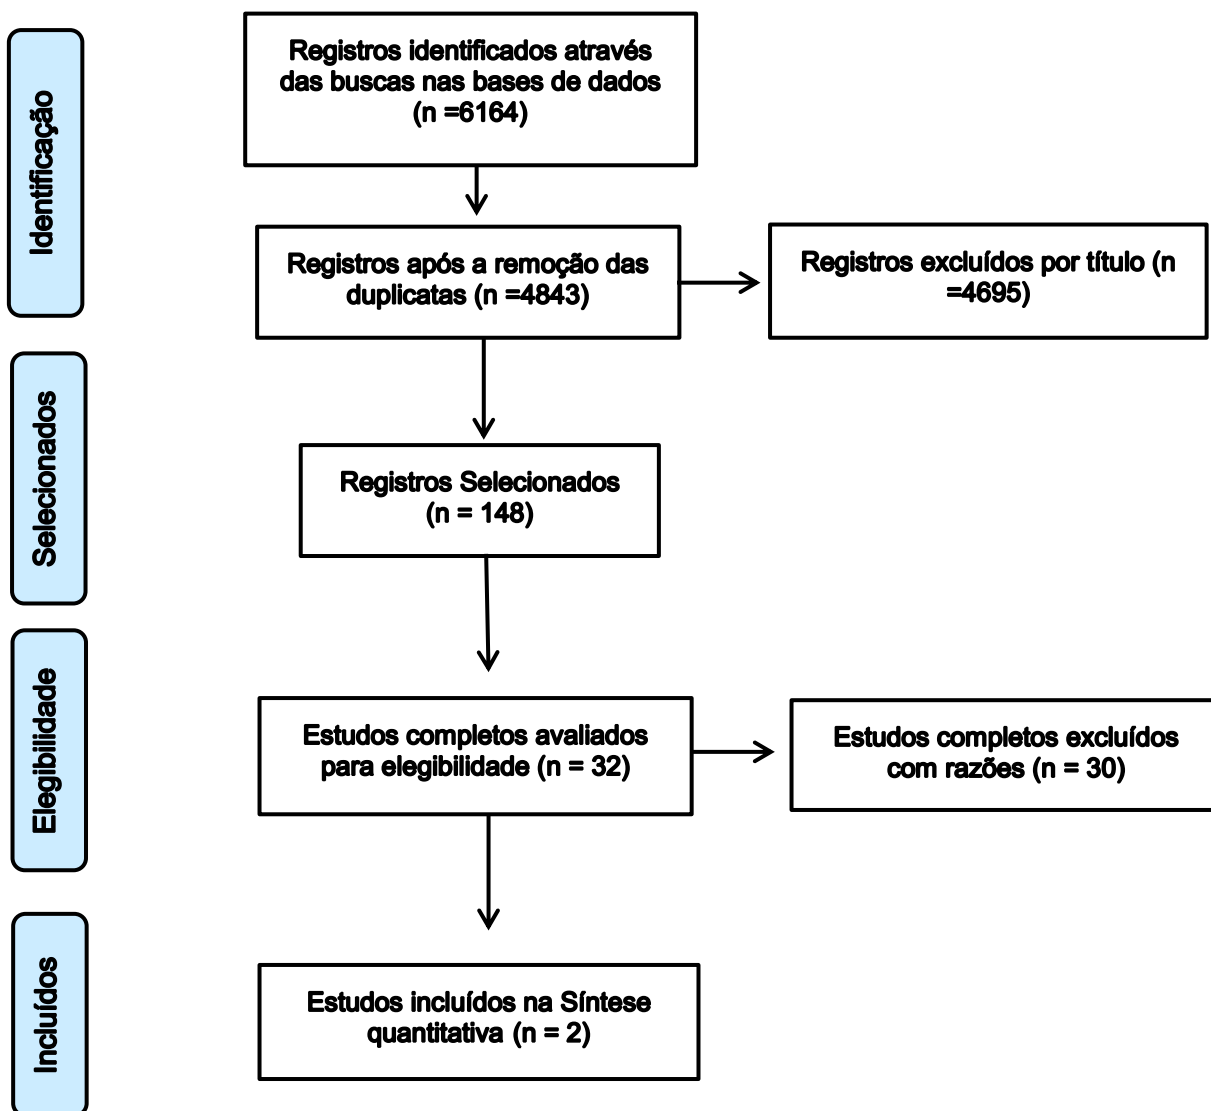 Identificação
Registros identificados através
das buscas nas bases de dados
(n =6164)
Registros após a remoção das
duplicatas (n =4843)
Registros excluídos por título (n
=4695)
Selecionados
Registros Selecionados
(n = 148)
Elegibilidade
Estudos completos avaliados
para elegibilidade (n = 32)
Estudos completos excluídos
com razões (n = 30)
Incluídos
Estudos incluídos na Síntese
quantitativa (n = 2)